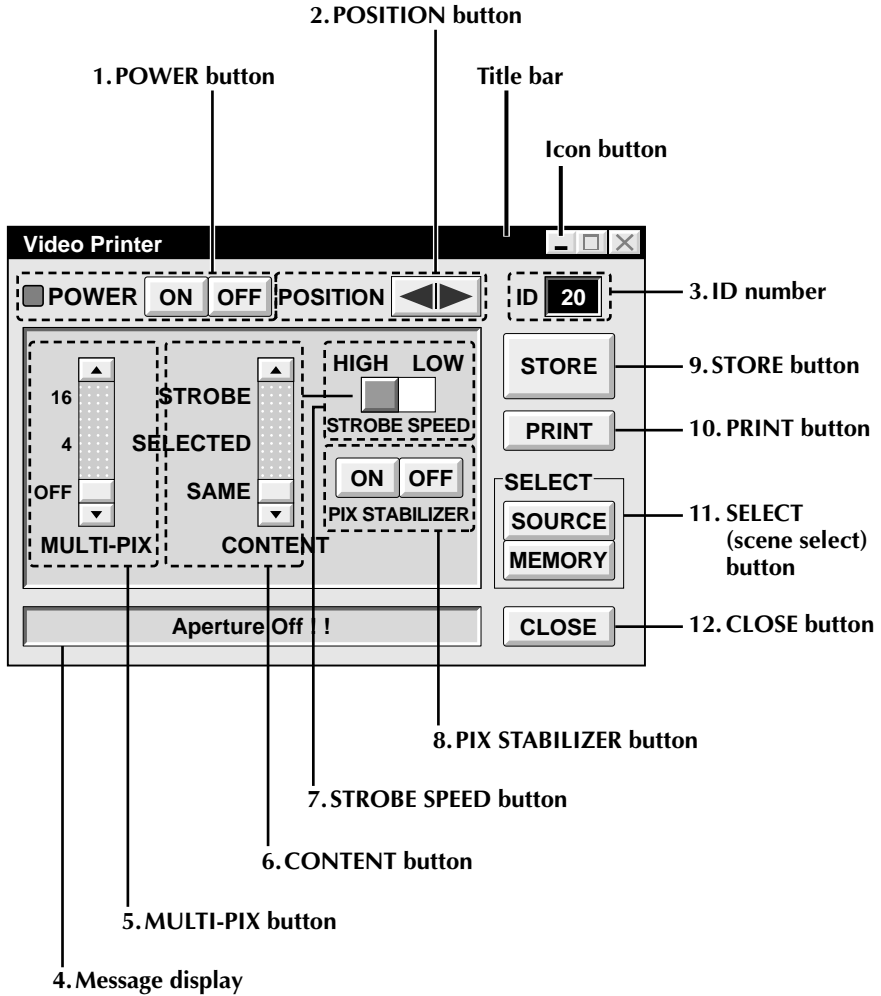 2. POSITION button
1. POWER button
Title bar
Icon button
Video Printer
POWER ON OFF POSITION ID 20
3. ID number
16
4
OFF
MULTI-PIX
STROBE
SELECTED
SAME
CONTENT
HIGH LOW
STROBE SPEED
ON OFF
PIX STABILIZER
STORE
9. STORE button
PRINT
10. PRINT button
SELECT
SOURCE
MEMORY
11. SELECT
(scene select)
button
Aperture Off ! !
CLOSE
12. CLOSE button
8. PIX STABILIZER button
7. STROBE SPEED button
6. CONTENT button
5. MULTI-PIX button
4. Message display